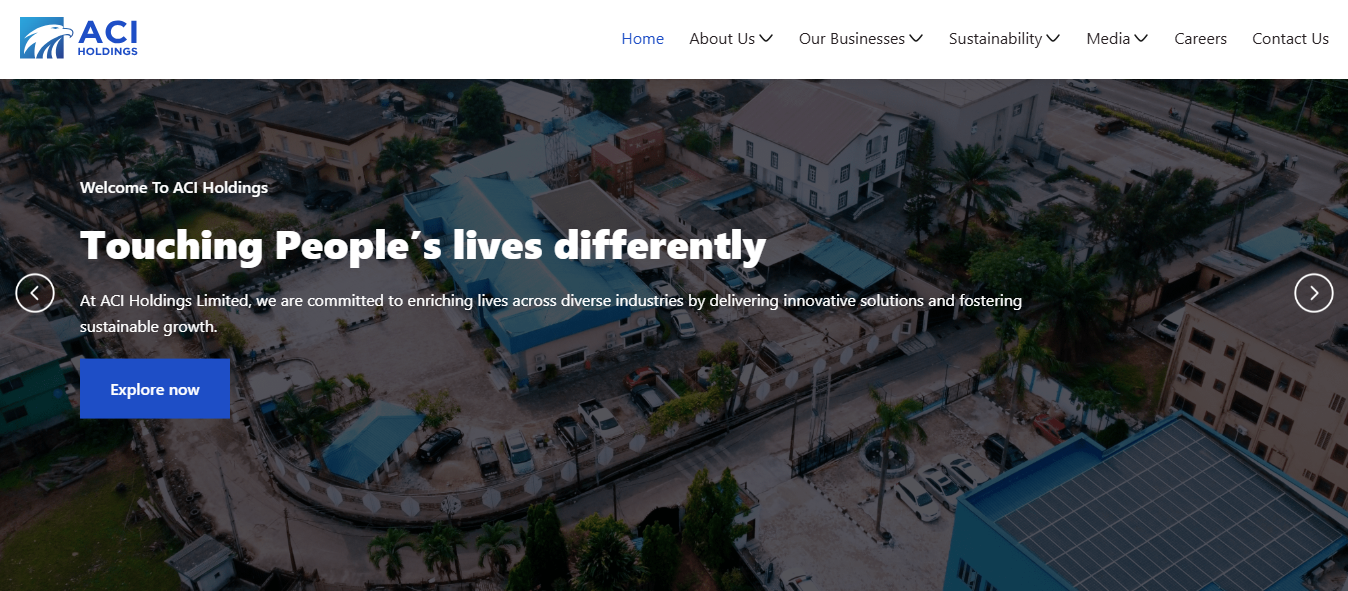 ACI
HOLDINGS
Home About Us Our Businesses Sustainability Media Careers Contact Us
Welcome To ACI Holdings
Touching People´s lives differently
At ACI Holdings Limited, we are committed to enriching lives across diverse industries by delivering innovative solutions and fostering
sustainable growth.
Explore now